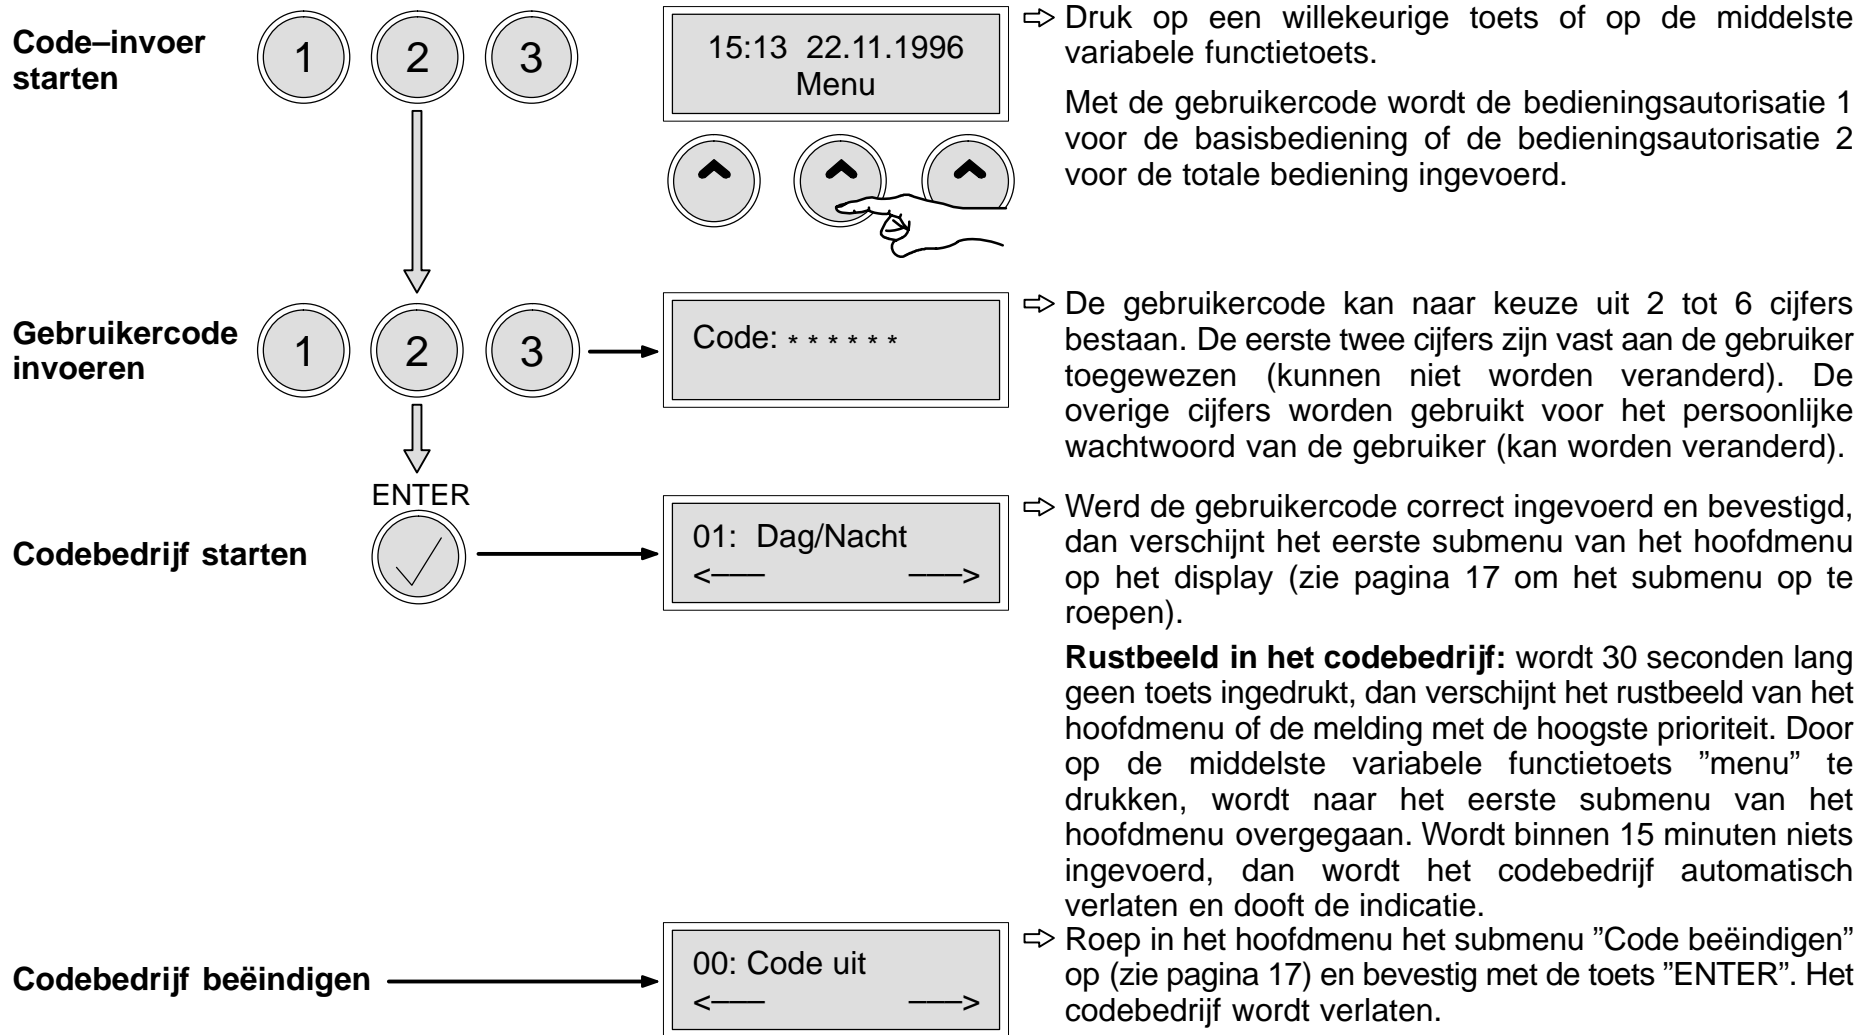 Code–invoer
starten
1 2 3
15:13 22.11.1996
Menu
⇨ Druk op een willekeurige toets of op de middelste
variabele functietoets.
Met de gebruikercode wordt de bedieningsautorisatie 1
voor de basisbediening of de bedieningsautorisatie 2
voor de totale bediening ingevoerd.
Gebruikercode
invoeren
1 2 3
Code: * * * * * *
⇨ De gebruikercode kan naar keuze uit 2 tot 6 cijfers
bestaan. De eerste twee cijfers zijn vast aan de gebruiker
toegewezen (kunnen niet worden veranderd). De
overige cijfers worden gebruikt voor het persoonlijke
wachtwoord van de gebruiker (kan worden veranderd).
ENTER
Codebedrijf starten
01: Dag/Nacht
<––– –––>
⇨ Werd de gebruikercode correct ingevoerd en bevestigd,
dan verschijnt het eerste submenu van het hoofdmenu
op het display (zie pagina 17 om het submenu op te
roepen).
Rustbeeld in het codebedrijf: wordt 30 seconden lang
geen toets ingedrukt, dan verschijnt het rustbeeld van het
hoofdmenu of de melding met de hoogste prioriteit. Door
op de middelste variabele functietoets ”menu” te
drukken, wordt naar het eerste submenu van het
hoofdmenu overgegaan. Wordt binnen 15 minuten niets
ingevoerd, dan wordt het codebedrijf automatisch
verlaten en dooft de indicatie.
Codebedrijf beëindigen
00: Code uit
<––– –––>
⇨ Roep in het hoofdmenu het submenu ”Code beëindigen”
op (zie pagina 17) en bevestig met de toets ”ENTER”. Het
codebedrijf wordt verlaten.